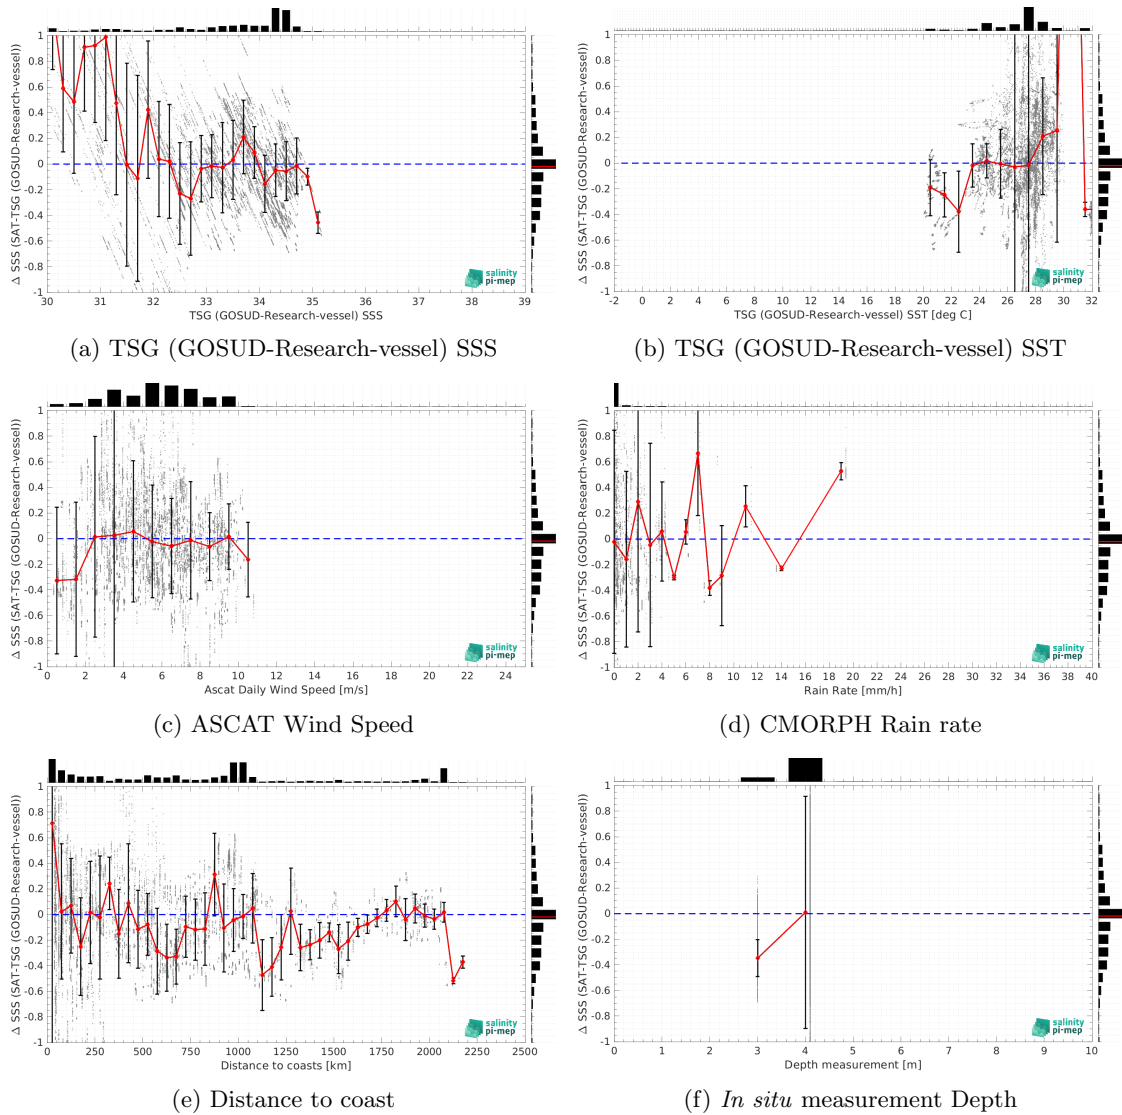 Δ SSS (SAT-TSG (GOSUD-Research-vessel))
1
0.8
0.6
0.4
0.2
0
-0.2
-0.4
-0.6
-0.8
-1
30 31 32 33 34 35 36 37 38 39
TSG (GOSUD-Research-vessel) SSS
salinity
pi-mep
(a) TSG (GOSUD-Research-vessel) SSS
Δ SSS (SAT-TSG (GOSUD-Research-vessel))
1
0.8
0.6
0.4
0.2
0
-0.2
-0.4
-0.6
-0.8
-1
-2 0 2 4 6 8 10 12 14 16 18 20 22 24 26 28 30 32
TSG (GOSUD-Research-vessel) SST [deg C]
salinity
pi-mep
(b) TSG (GOSUD-Research-vessel) SST
Δ SSS (SAT-TSG (GOSUD-Research-vessel))
1
0.8
0.6
0.4
0.2
0
-0.2
-0.4
-0.6
-0.8
-1
0 2 4 6 8 10 12 14 16 18 20 22 24
Ascat Daily Wind Speed [m/s]
salinity
pi-mep
(c) ASCAT Wind Speed
Δ SSS (SAT-TSG (GOSUD-Research-vessel))
1
0.8
0.6
0.4
0.2
0
-0.2
-0.4
-0.6
-0.8
-1
0 2 4 6 8 10 12 14 16 18 20 22 24 26 28 30 32 34 36 38 40
Rain Rate [mm/h]
salinity
pi-mep
(d) CMORPH Rain rate
Δ SSS (SAT-TSG (GOSUD-Research-vessel))
1
0.8
0.6
0.4
0.2
0
-0.2
-0.4
-0.6
-0.8
-1
0 250 500 750 1000 1250 1500 1750 2000 2250 2500
Distance to coasts [km]
salinity
pi-mep
(e) Distance to coast
Δ SSS (SAT-TSG (GOSUD-Research-vessel))
1
0.8
0.6
0.4
0.2
0
-0.2
-0.4
-0.6
-0.8
-1
0 1 2 3 4 5 6 7 8 9 10
Depth measurement [m]
salinity
pi-mep
(f) In situ measurement Depth